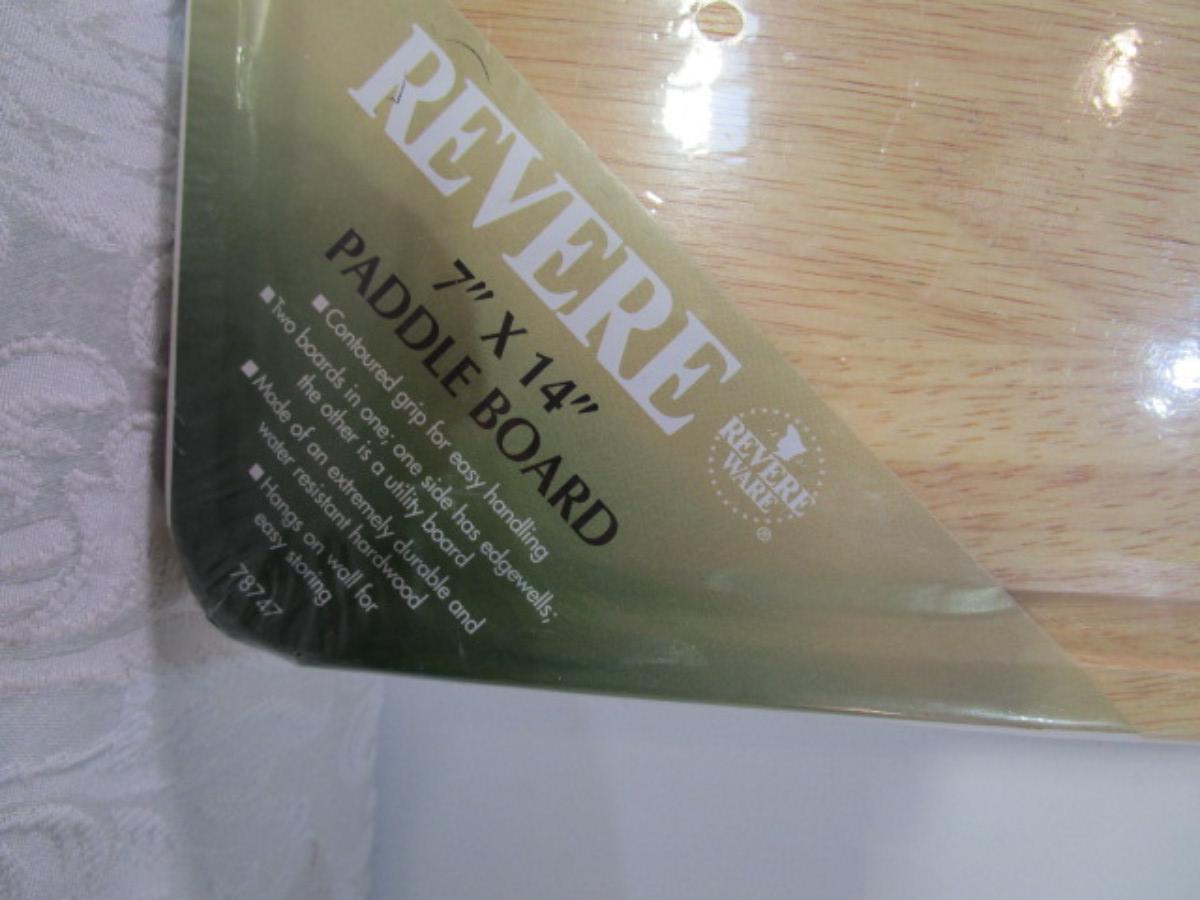 REVERE
7" X 14"
PADDLE BOARD
REVERE
WARE
®
■ Contoured grip for easy handling
■ Two boards in one; one side has edgewells;
the other is a utility board
■ Made of an extremely durable and
water resistant hardwood
■ Hangs on wall for
easy storing
78747